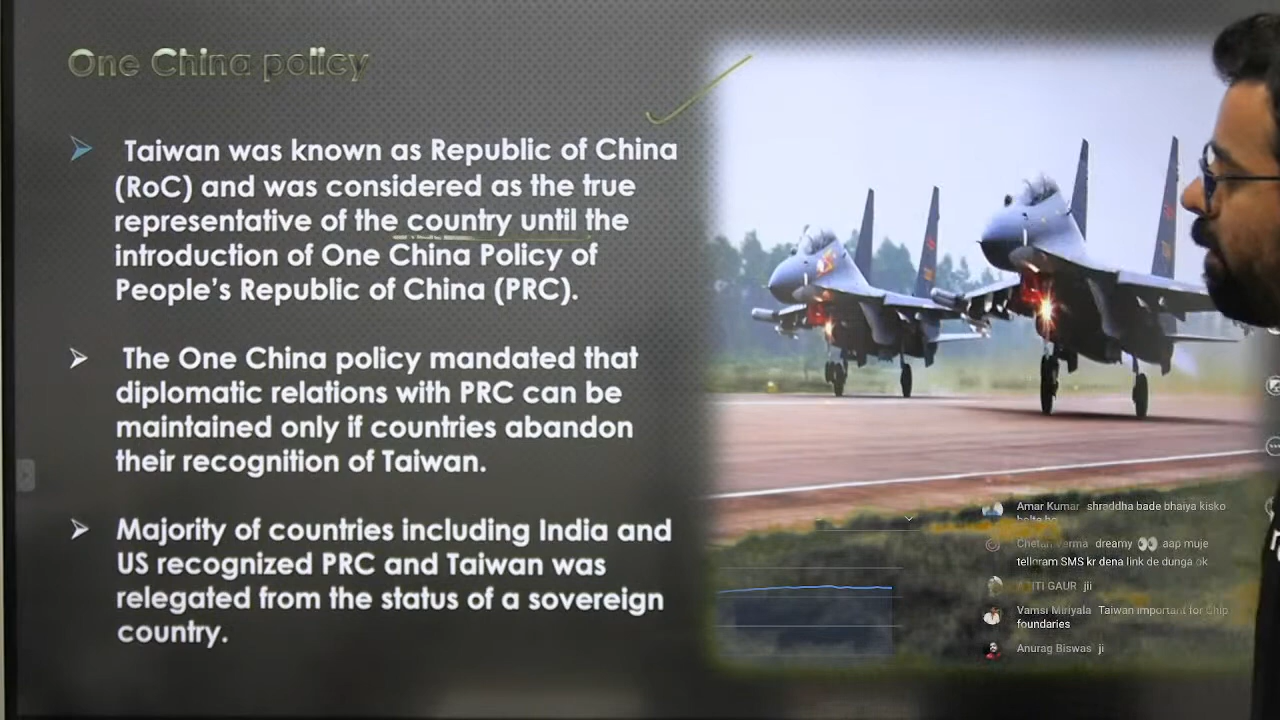 One China policy
Taiwan was known as Republic of China
(RoC) and was considered as the true
representative of the country until the
introduction of One China Policy of
People's Republic of China (PRC).
The One China policy mandated that
diplomatic relations with PRC can be
maintained only if countries abandon
their recognition of Taiwan.
Majority of countries including India and
US recognized PRC and Taiwan was
relegated from the status of a sovereign
country.
Amar Kumar shraddha bade bhaiya kisko
Chetan Verma dreamy 👀 aap muje
tellgram SMS kr dena link de dunga ok
GAUR jii
Vamsi Miriyala Taiwan important for Chip
foundaries
Anurag Biswas ji